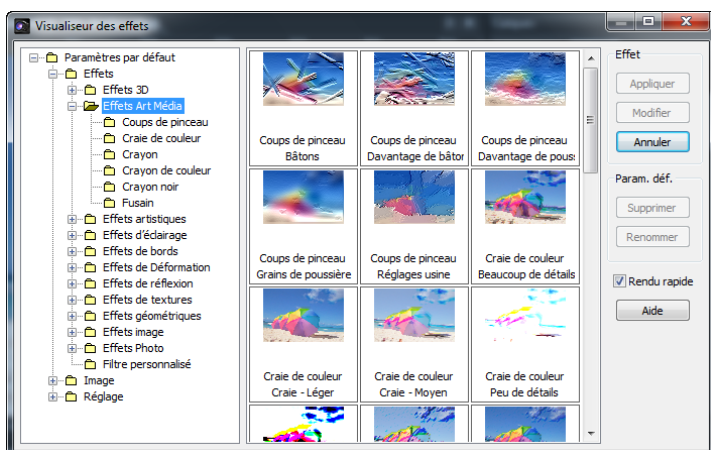 Visualiseur des effets
Paramètres par défaut
Effets
Effets 3D
Effets Art Média
Coups de pinceau
Craie de couleur
Crayon
Crayon de couleur
Crayon noir
Fusain
Effets artistiques
Effets d'éclairage
Effets de bords
Effets de Déformation
Effets de réflexion
Effets de textures
Effets géométriques
Effets image
Effets Photo
Filtre personnalisé
Image
Réglage
Coups de pinceau
Bâtons
Coups de pinceau
Davantage de bâtor
Coups de pinceau
Davantage de pous:
Coups de pinceau
Grains de poussière
Coups de pinceau
Réglages usine
Craie de couleur
Beaucoup de détails
Craie de couleur
Craie - Léger
Craie de couleur
Craie - Moyen
Craie de couleur
Peu de détails
Effet
Appliquer
Modifier
Annuler
Param. déf.
Supprimer
Renommer
Rendu rapide
Aide